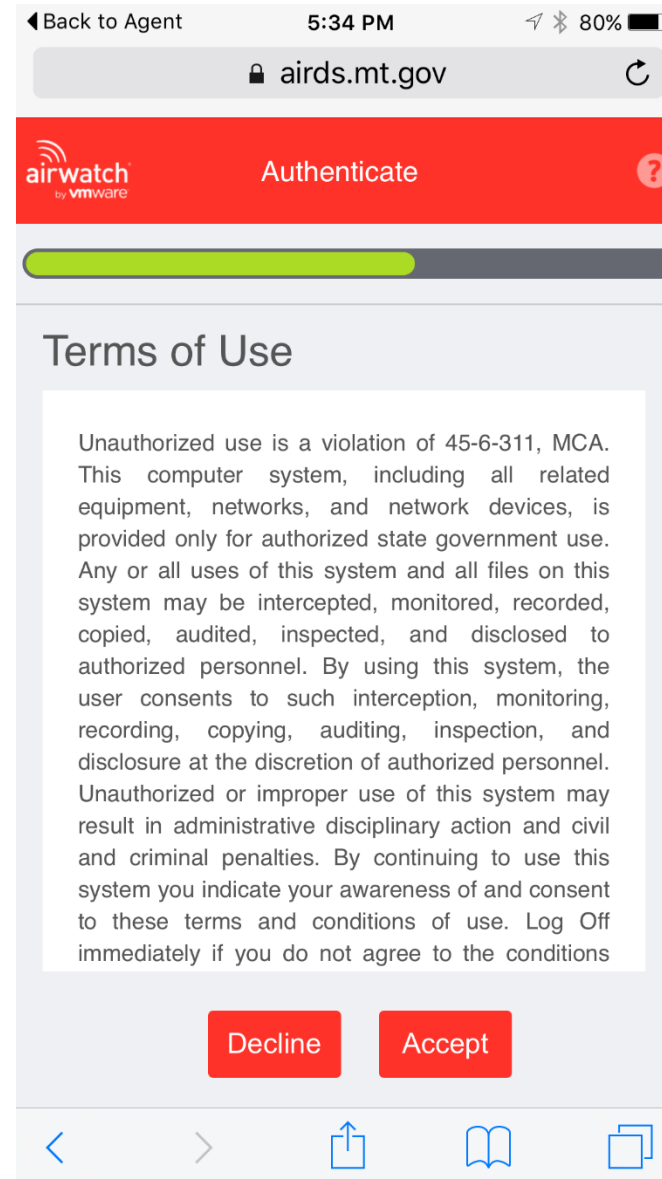 Back to Agent 5:34 PM 80%
airds.mt.gov
airwatch
by vmware
Authenticate
?
Terms of Use
Unauthorized use is a violation of 45-6-311, MCA.
This computer system, including all related
equipment, networks, and network devices, is
provided only for authorized state government use.
Any or all uses of this system and all files on this
system may be intercepted, monitored, recorded,
copied, audited, inspected, and disclosed to
authorized personnel. By using this system, the
user consents to such interception, monitoring,
recording, copying, auditing, inspection, and
disclosure at the discretion of authorized personnel.
Unauthorized or improper use of this system may
result in administrative disciplinary action and civil
and criminal penalties. By continuing to use this
system you indicate your awareness of and consent
to these terms and conditions of use. Log Off
immediately if you do not agree to the conditions
Decline Accept